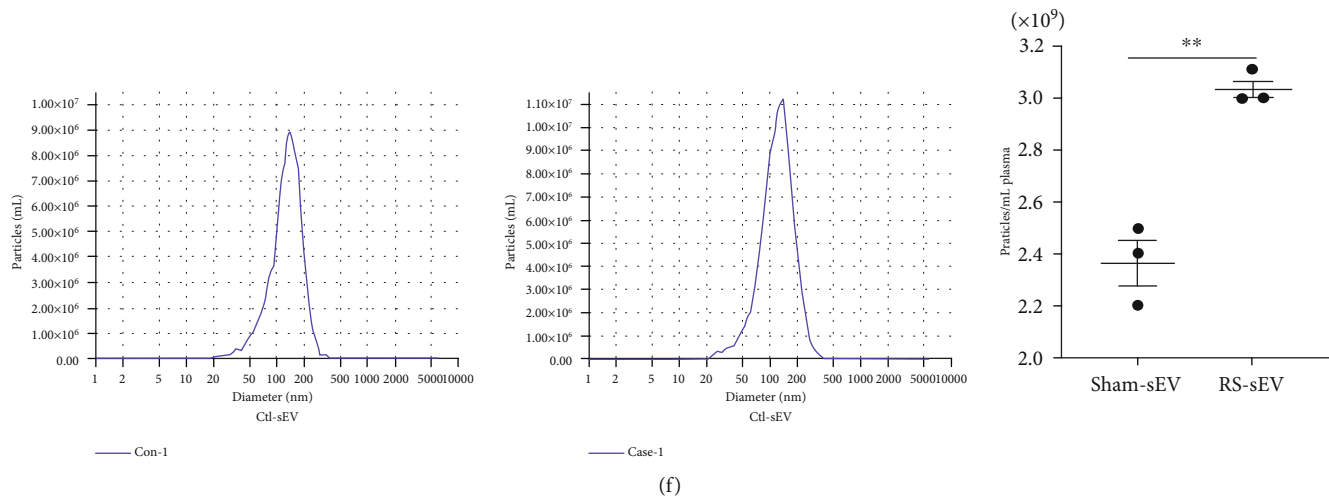 1.00×10⁷
9.00×10⁶
8.00×10⁶
7.00×10⁶
6.00×10⁶
5.00×10⁶
4.00×10⁶
3.00×10⁶
2.00×10⁶
1.00×10⁶
0.00
Particles (mL)
1 2 5 10 20 50 100 200 500 1000 2000 500010000
Diameter (nm)
Ctl-sEV
Con-1
1.10×10⁷
1.00×10⁷
9.00×10⁶
8.00×10⁶
7.00×10⁶
6.00×10⁶
5.00×10⁶
4.00×10⁶
3.00×10⁶
2.00×10⁶
1.00×10⁶
0.00
Particles (mL)
1 2 5 10 20 50 100 200 500 1000 2000 500010000
Diameter (nm)
Ctl-sEV
Case-1
(×10⁹)
3.2
3.0
2.8
2.6
2.4
2.2
2.0
Praticles/mL plasma
**
Sham-sEV RS-sEV
(f)